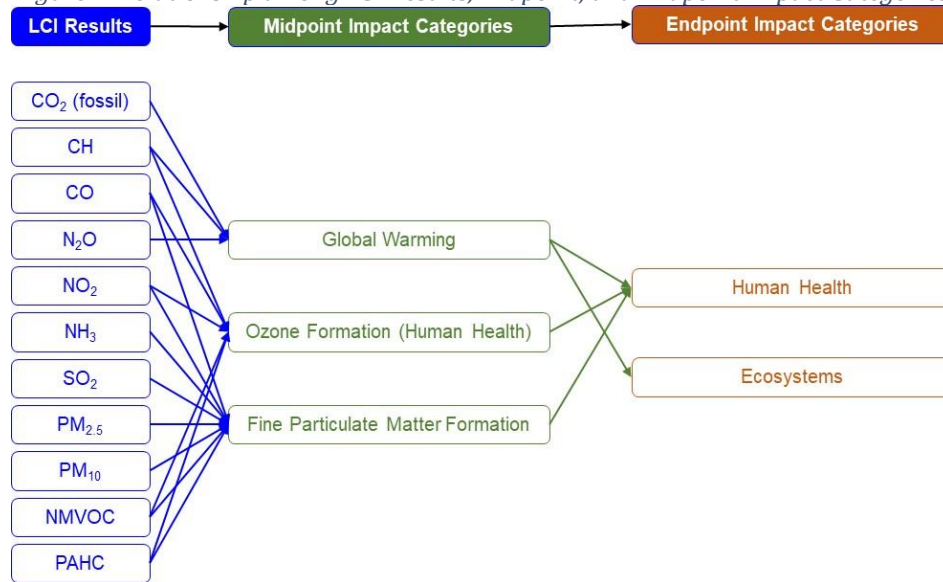 LCI Results
Midpoint Impact Categories
Endpoint Impact Categories
CO₂ (fossil)
CH
CO
N₂O
NO₂
NH₃
SO₂
PM₂.₅
PM₁₀
NMVOC
PAHC
Global Warming
Ozone Formation (Human Health)
Fine Particulate Matter Formation
Human Health
Ecosystems